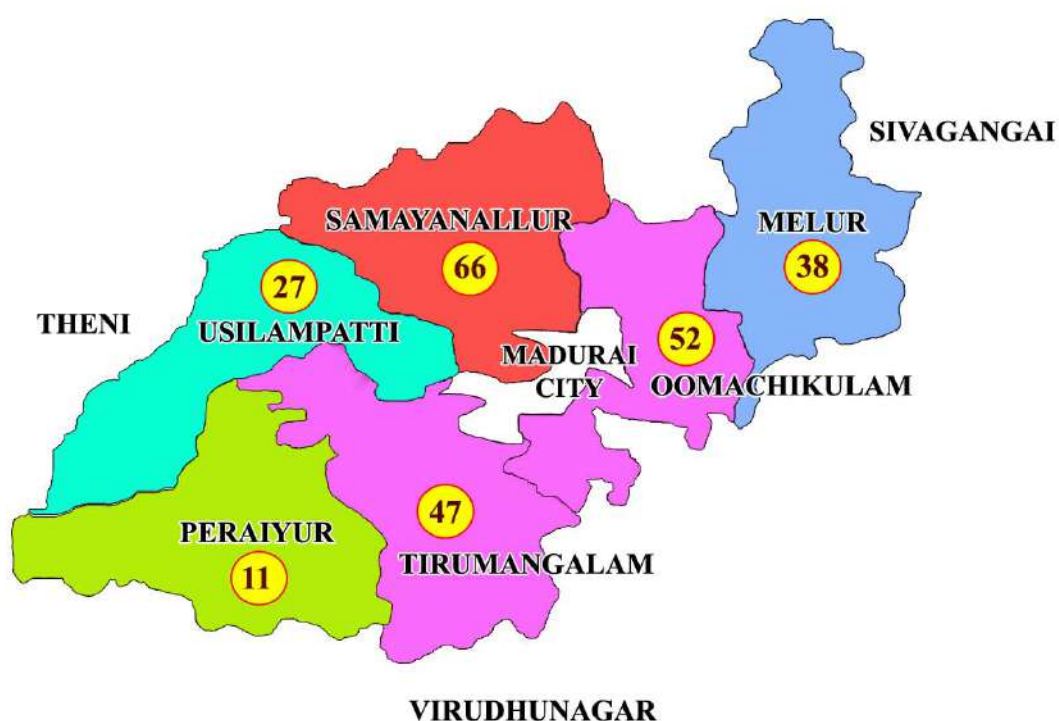 SIVAGANGAI
SAMAYANALLUR
66
MELUR
38
27
THENI
USILAMPATTI
MADURAI
CITY
52
OOMACHIKULAM
47
PERAIYUR
11
TIRUMANGALAM
VIRUDHUNAGAR